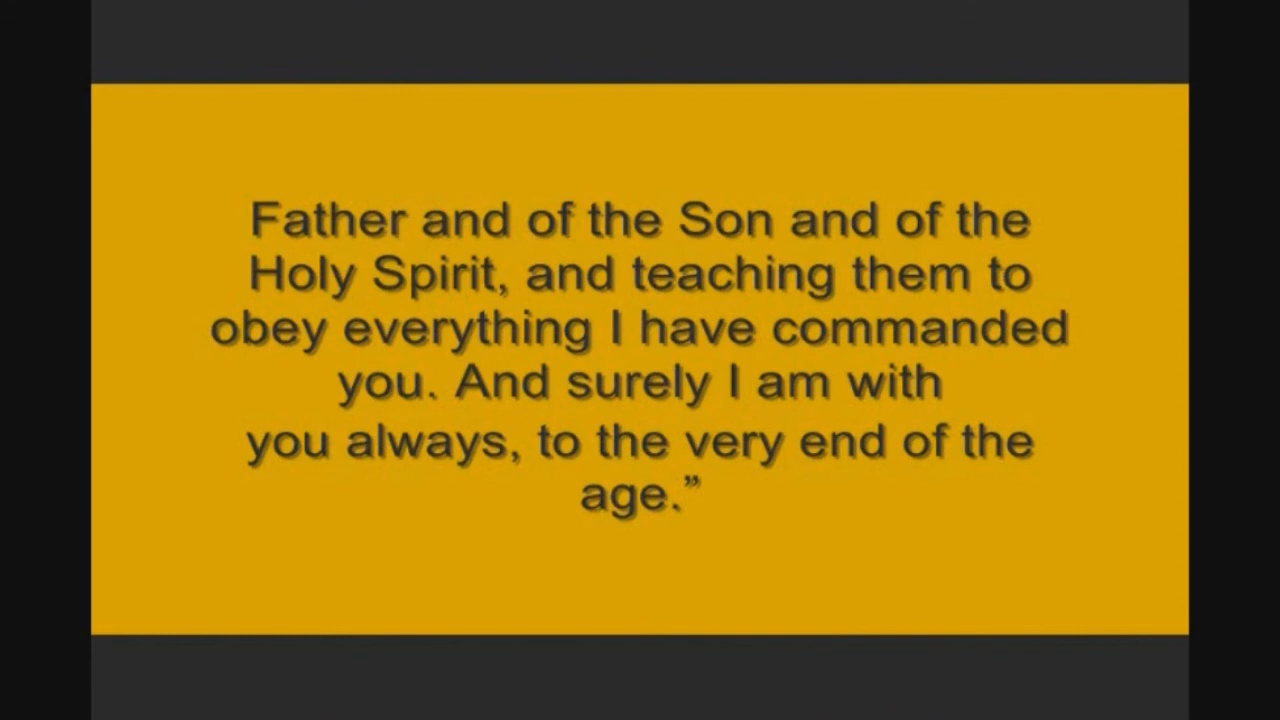 Father and of the Son and of the
Holy Spirit, and teaching them to
obey everything I have commanded
you. And surely I am with
you always, to the very end of the
age.”